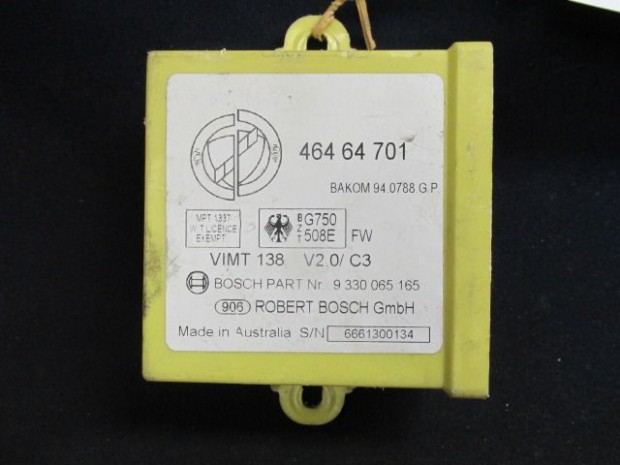 464 64 701
BAKOM 94 0788 G.P
MPT 1337
W.T. LICENCE
EXEMPT
BZT G750
508E FW
VIMT 138 V2 0/ C3
BOSCH PART Nr 9 330 065 165
906 ROBERT BOSCH GmbH
Made in Australia S/N 6661300134